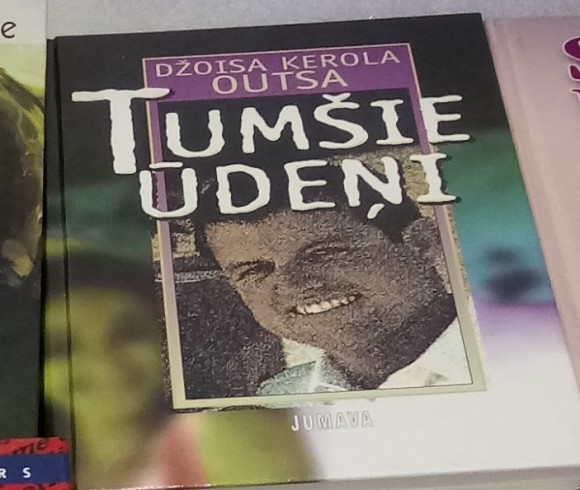 e
DŽOISA KEROLA
OUTSA
TUMŠIE
ŪDEŅI
JUMAVA
R S